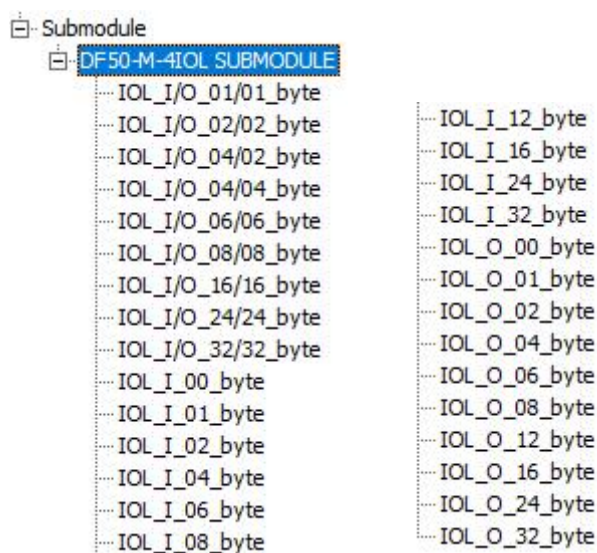 Submodule
DF50-M-4IOL SUBMODULE
IOL_I/O_01/01_byte
IOL_I/O_02/02_byte
IOL_I/O_04/02_byte
IOL_I/O_04/04_byte
IOL_I/O_06/06_byte
IOL_I/O_08/08_byte
IOL_I/O_16/16_byte
IOL_I/O_24/24_byte
IOL_I/O_32/32_byte
IOL_I_00_byte
IOL_I_01_byte
IOL_I_02_byte
IOL_I_04_byte
IOL_I_06_byte
IOL_I_08_byte
IOL_I_12_byte
IOL_I_16_byte
IOL_I_24_byte
IOL_I_32_byte
IOL_O_00_byte
IOL_O_01_byte
IOL_O_02_byte
IOL_O_04_byte
IOL_O_06_byte
IOL_O_08_byte
IOL_O_12_byte
IOL_O_16_byte
IOL_O_24_byte
IOL_O_32_byte